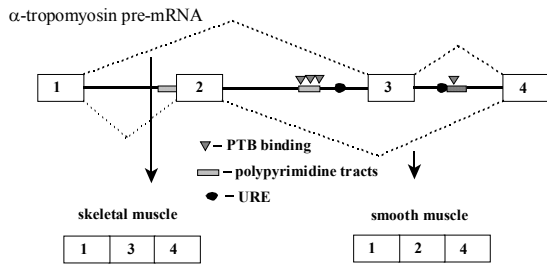 α-tropomyosin pre-mRNA
1 2 3 4
– PTB binding
– polypyrimidine tracts
– URE
skeletal muscle smooth muscle
1 3 4 1 2 4